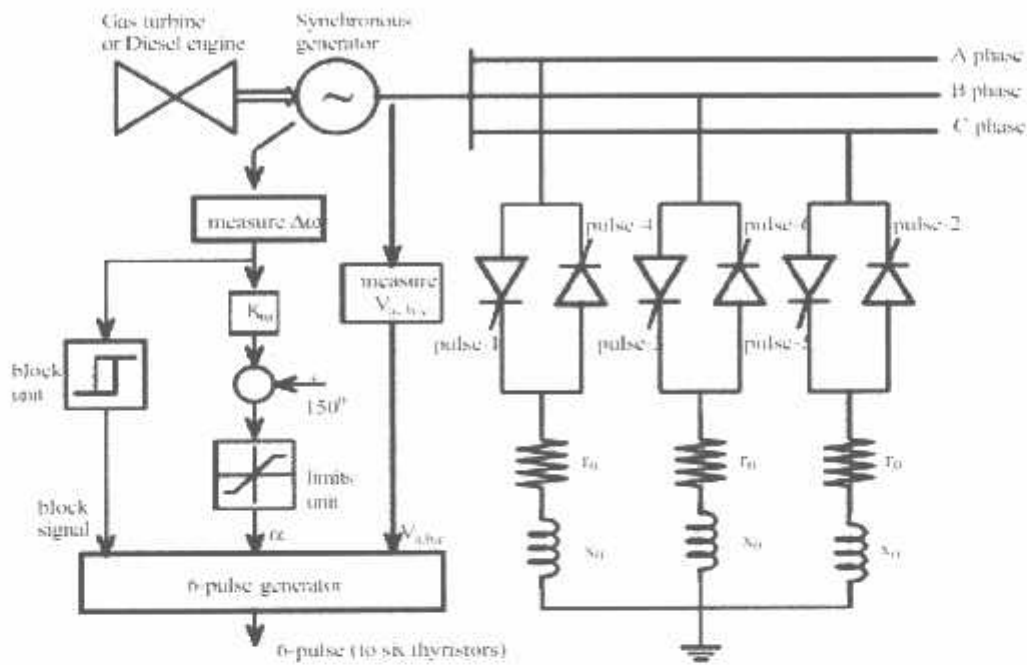 Gas turbine
or Diesel engine
Synchronous
generator
~
A phase
B phase
C phase
measure Δω
measure
V
pulse-4
pulse-6
pulse-2
pulse-1
pulse-5
K
block
unit
+
150°
limits
unit
block
signal
α
V
6-pulse generator
6-pulse (to six thyristors)
r₀
r₀
r₀
x₀
x₀
x₀